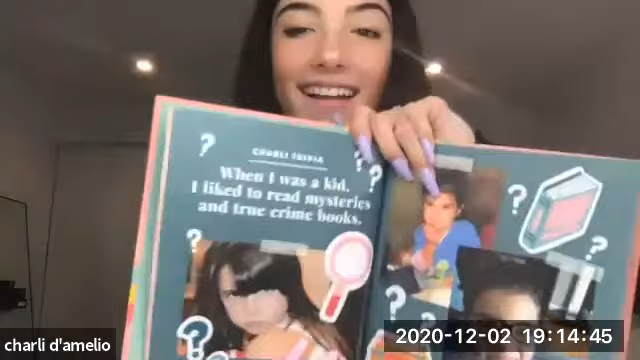 CHARLI TRIVIA
When I was a kid,
I liked to read mysteries
and true crime books.
charli d'amelio
2020-12-02 19:14:45